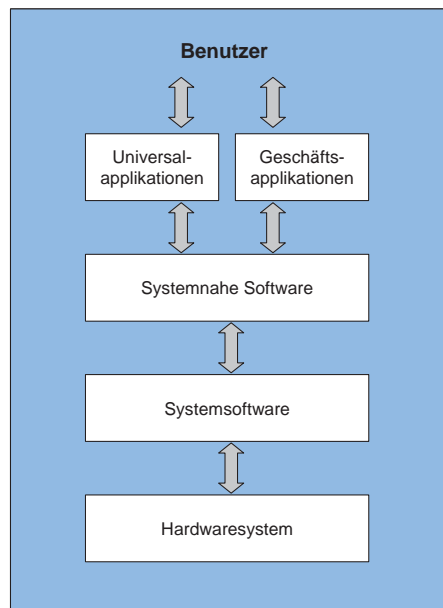 Benutzer
Universal-
applikationen
Geschäfts-
applikationen
Systemnahe Software
Systemsoftware
Hardwaresystem